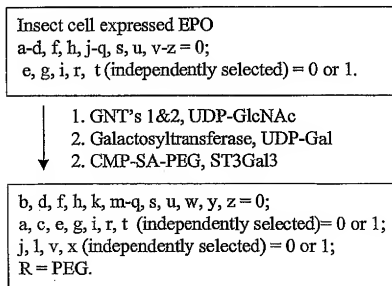 Insect cell expressed EPO
a-d, f, h, j-q, s, u, v-z = 0;
e, g, i, r, t (independently selected) = 0 or 1.
1. GNT's 1&2, UDP-GlcNAc
2. Galactosyltransferase, UDP-Gal
2. CMP-SA-PEG, ST3Gal3
b, d, f, h, k, m-q, s, u, w, y, z = 0;
a, c, e, g, i, r, t (independently selected)= 0 or 1;
j, l, v, x (independently selected) = 0 or 1;
R = PEG.